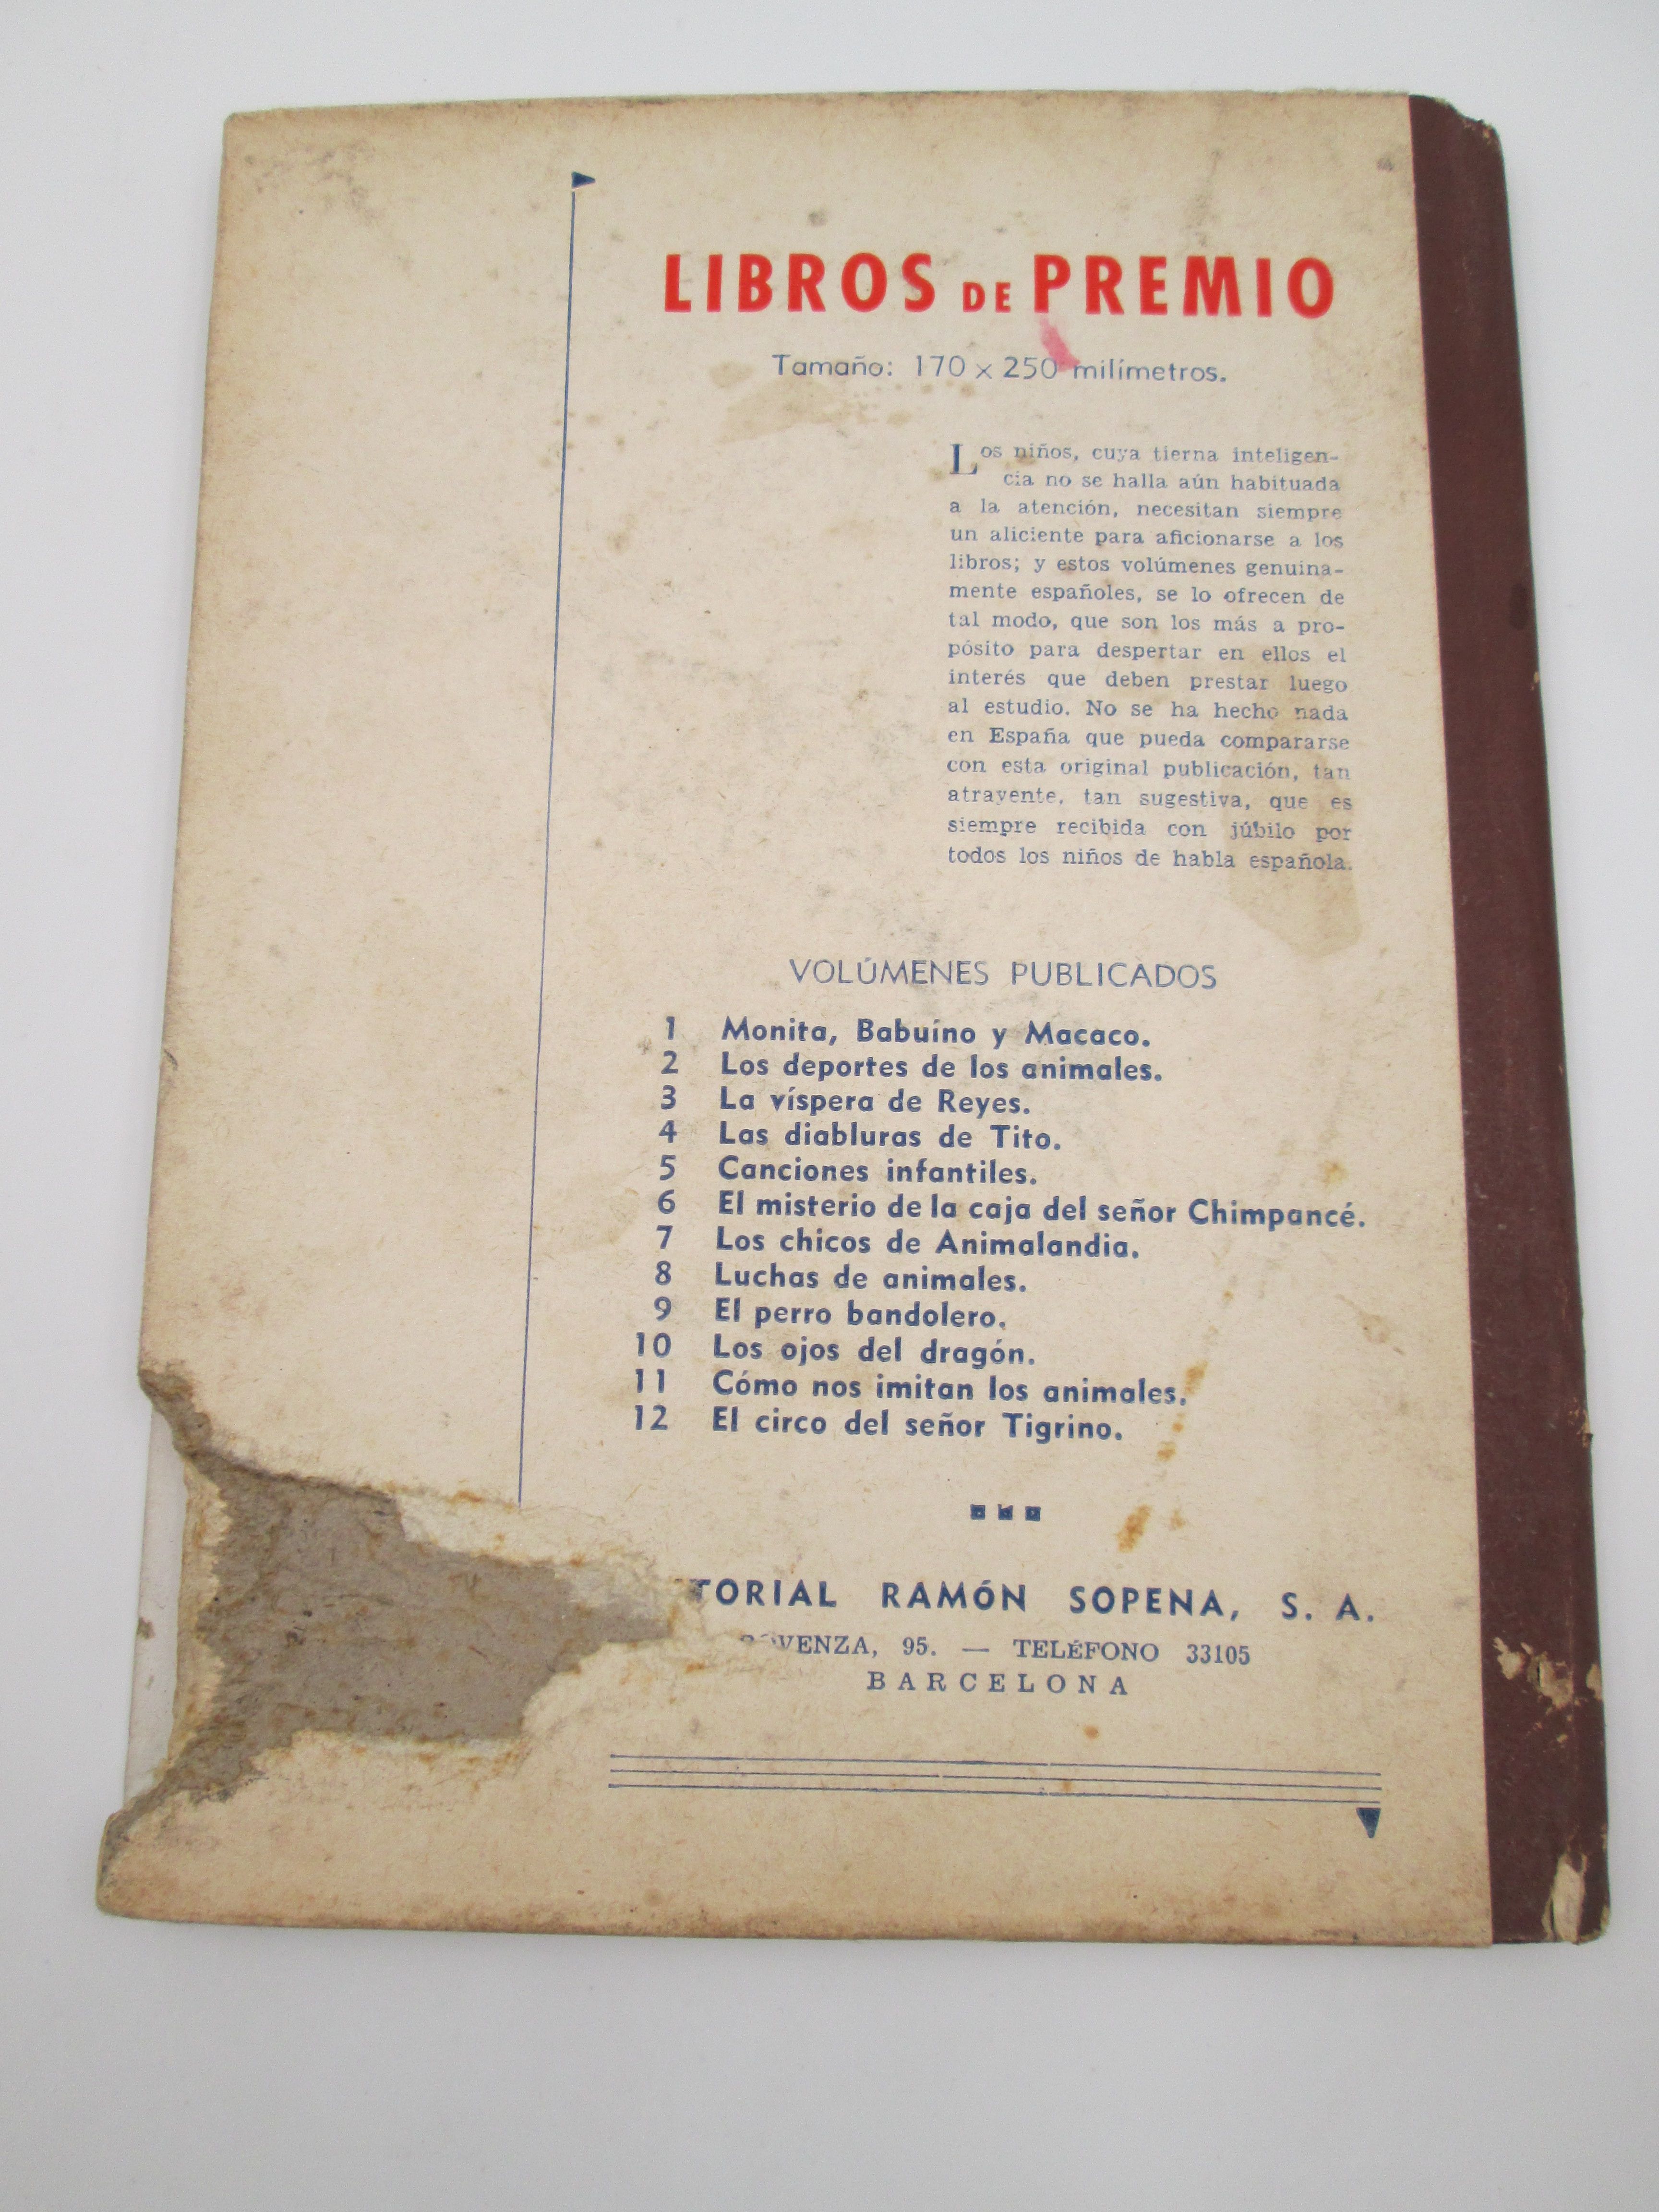 LIBROS DE PREMIO
Tamaño: 170 x 250 milímetros.
Los niños, cuya tierna inteligen-
cia no se halla aún habituada
a la atención, necesitan siempre
un aliciente para aficionarse a los
libros; y estos volúmenes genuina-
mente españoles, se lo ofrecen de
tal modo, que son los más a pro-
pósito para despertar en ellos el
interés que deben prestar luego
al estudio. No se ha hecho nada
en España que pueda compararse
con esta original publicación, tan
atrayente, tan sugestiva, que es
siempre recibida con júbilo por
todos los niños de habla española.
VOLÚMENES PUBLICADOS
1 Monita, Babuíno y Macaco.
2 Los deportes de los animales.
3 La víspera de Reyes.
4 Las diabluras de Tito.
5 Canciones infantiles.
6 El misterio de la caja del señor Chimpancé.
7 Los chicos de Animalandia.
8 Luchas de animales.
9 El perro bandolero.
10 Los ojos del dragón.
11 Cómo nos imitan los animales.
12 El circo del señor Tigrino.
TORIAL RAMÓN SOPENA, S. A.
OVENZA, 95. — TELÉFONO 33105
BARCELONA